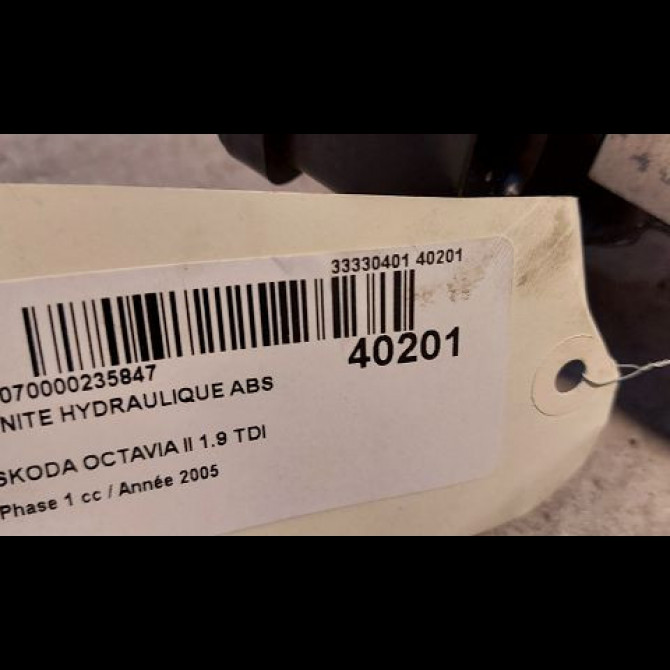 33330401 40201
070000235847
40201
NITE HYDRAULIQUE ABS
SKODA OCTAVIA II 1.9 TDI
Phase 1 cc / Année 2005